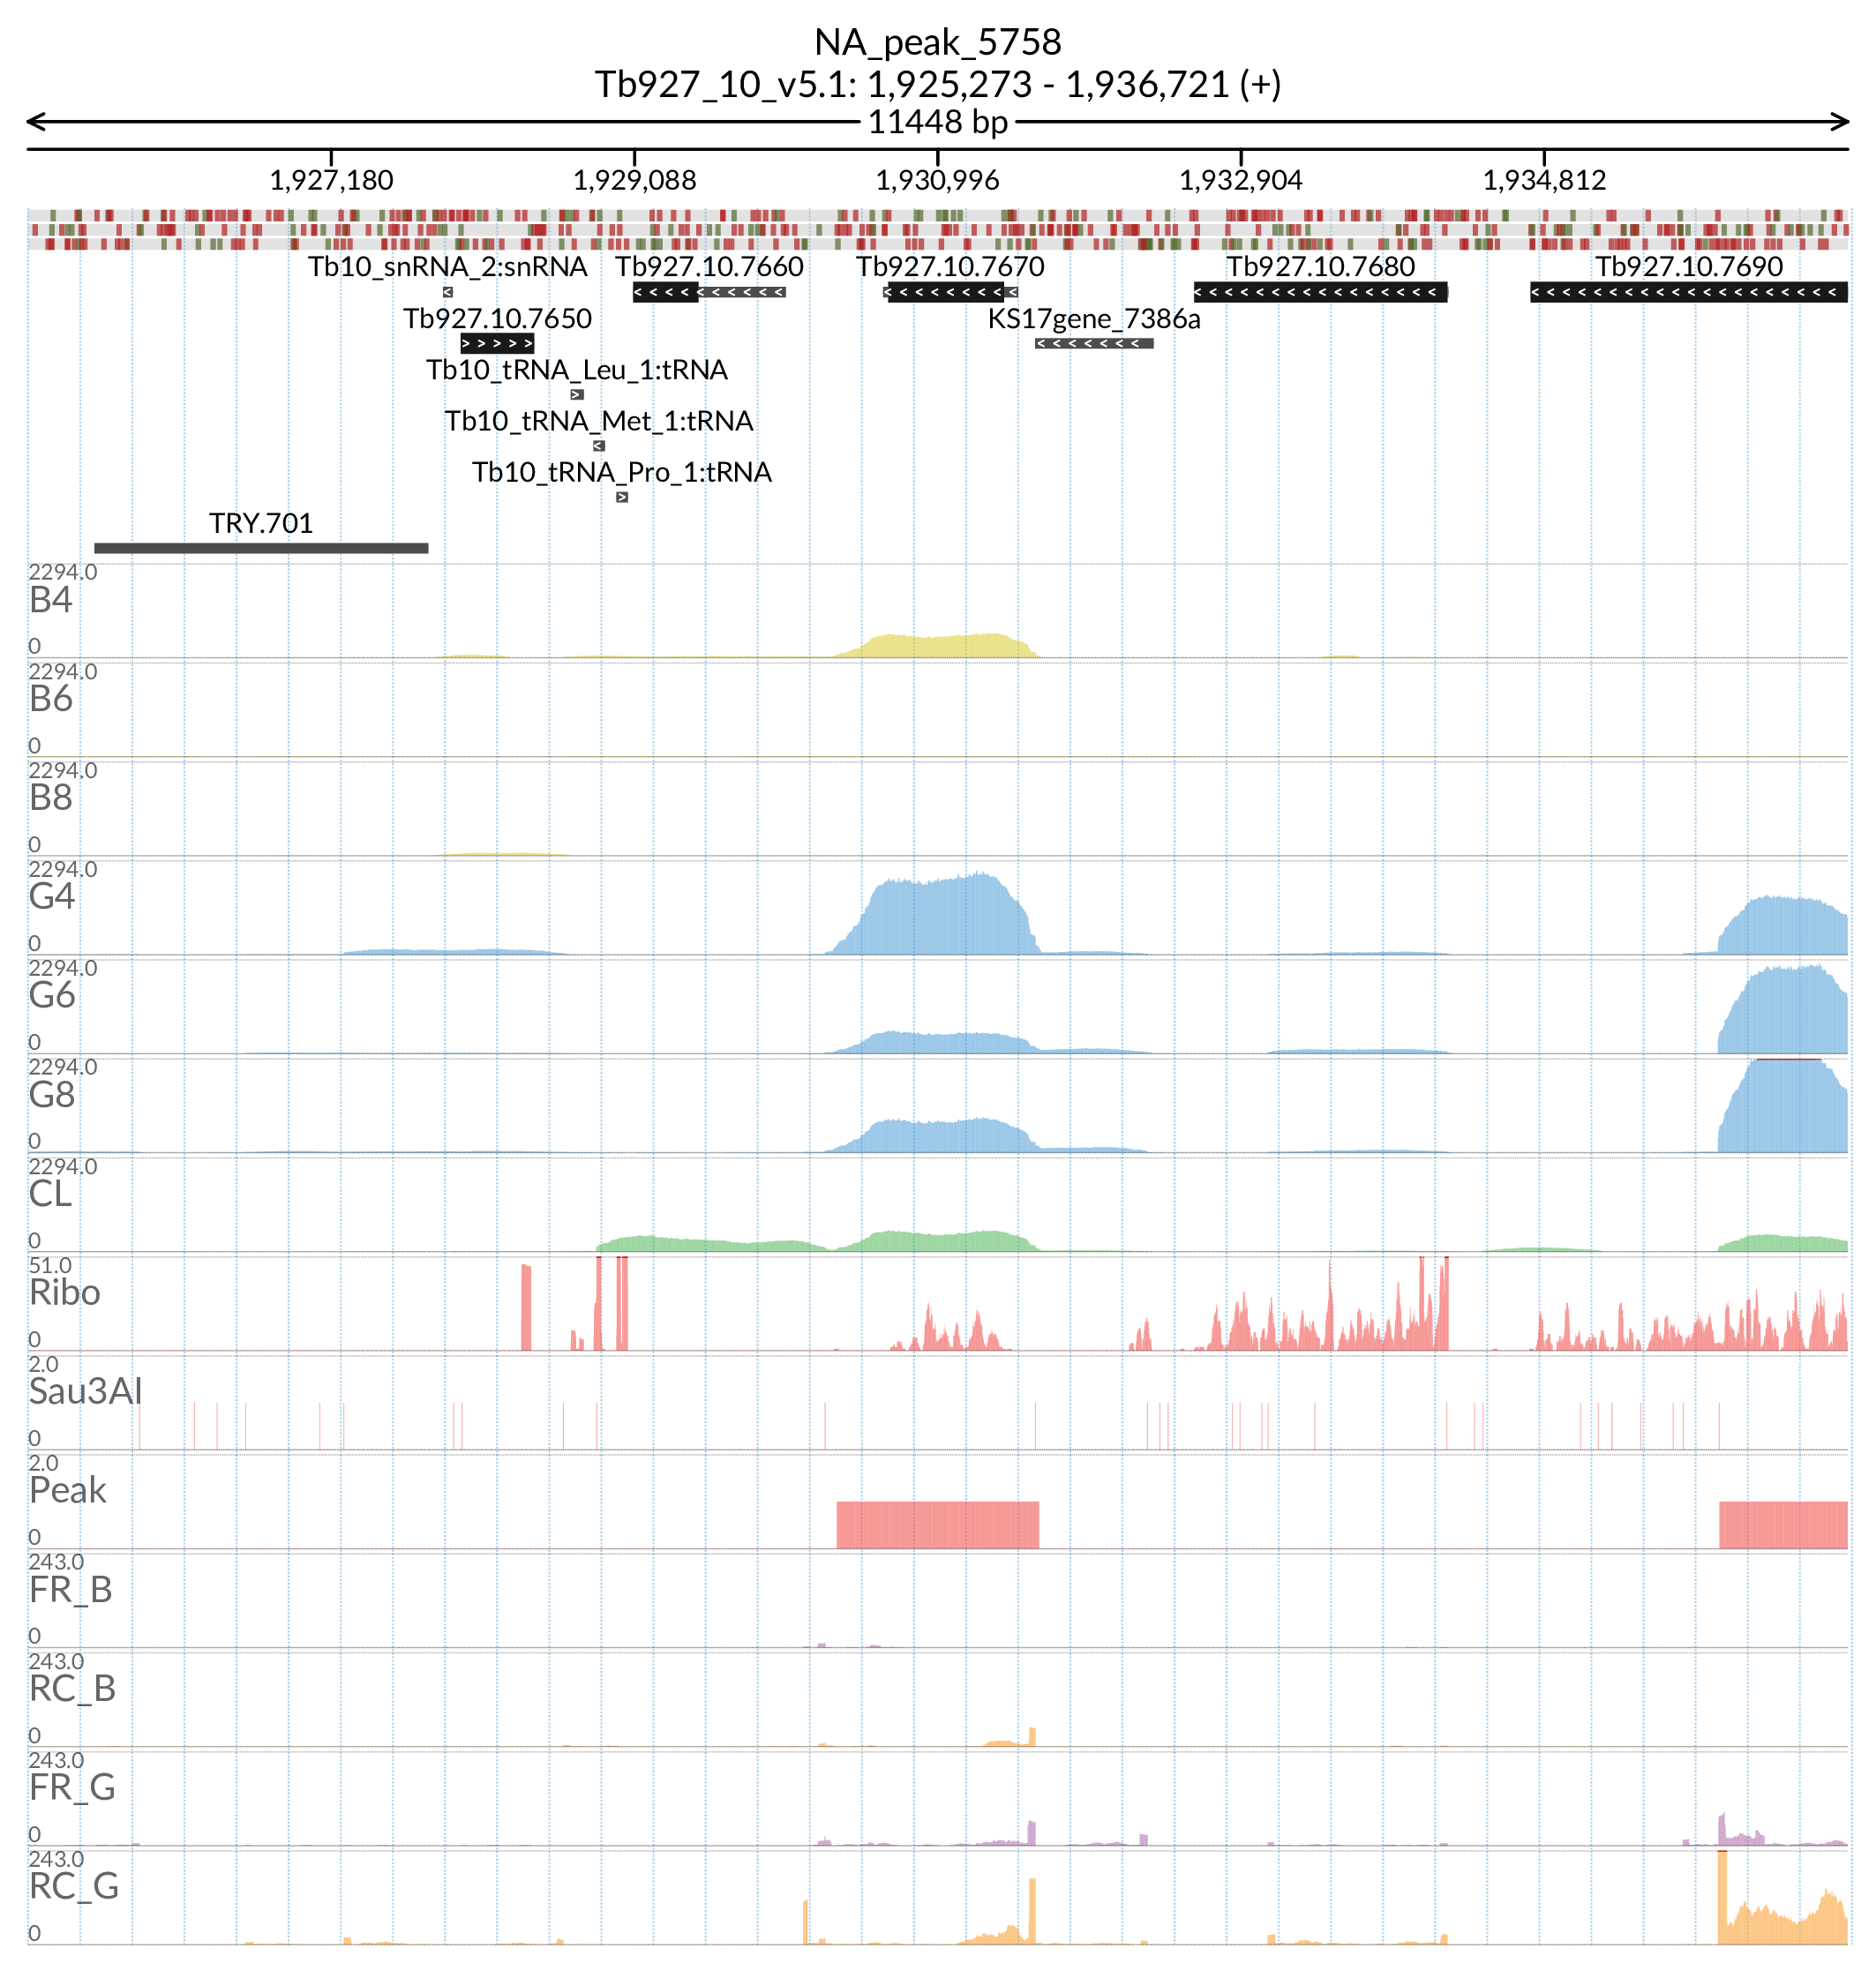 NA_peak_5758
Tb927_10_v5.1: 1,925,273 - 1,936,721 (+)
11448 bp
1,927,180 1,929,088 1,930,996 1,932,904 1,934,812
Tb10_snRNA_2:snRNA Tb927.10.7660 Tb927.10.7670 Tb927.10.7680 Tb927.10.7690
Tb927.10.7650 KS17gene_7386a
Tb10_tRNA_Leu_1:tRNA
Tb10_tRNA_Met_1:tRNA
Tb10_tRNA_Pro_1:tRNA
TRY.701
2294.0
B4
0
2294.0
B6
0
2294.0
B8
0
2294.0
G4
0
2294.0
G6
0
2294.0
G8
0
2294.0
CL
0
51.0
Ribo
0
2.0
Sau3AI
0
2.0
Peak
0
243.0
FR_B
0
243.0
RC_B
0
243.0
FR_G
0
243.0
RC_G
0